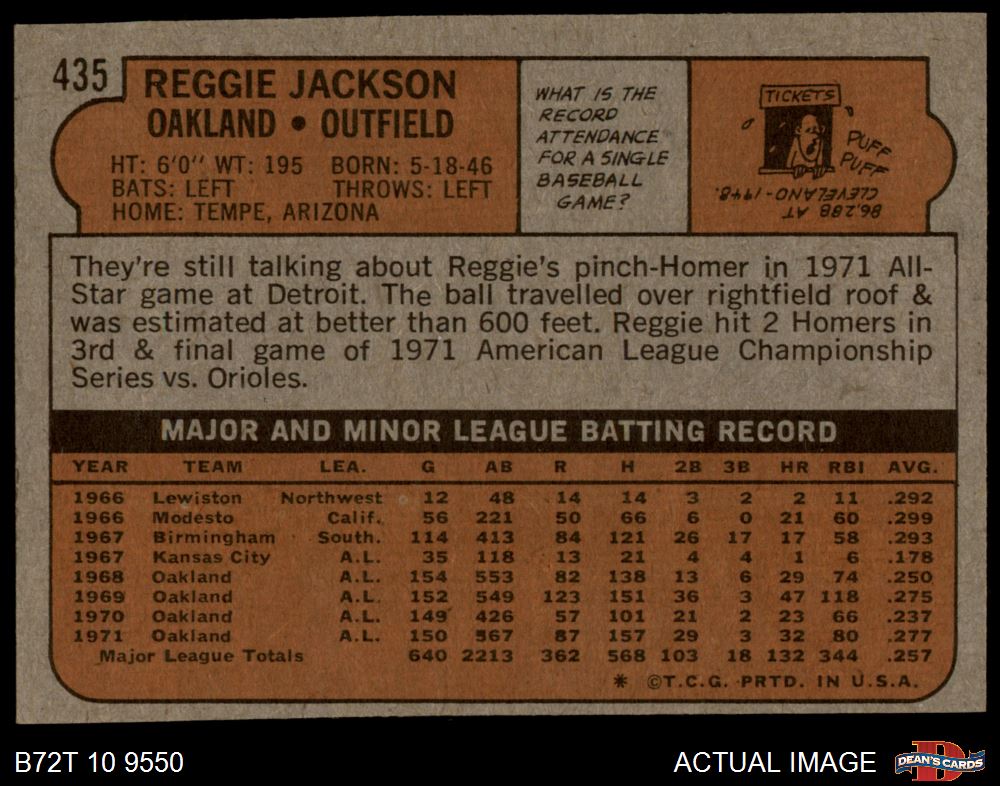 435
REGGIE JACKSON
OAKLAND • OUTFIELD
HT: 6'0" WT: 195 BORN: 5-18-46
BATS: LEFT THROWS: LEFT
HOME: TEMPE, ARIZONA
WHAT IS THE
RECORD
ATTENDANCE
FOR A SINGLE
BASEBALL
GAME?
TICKETS
PUFF
PUFF
86,288 AT
CLEVELAND-1948.
They're still talking about Reggie's pinch-Homer in 1971 All-
Star game at Detroit. The ball travelled over rightfield roof &
was estimated at better than 600 feet. Reggie hit 2 Homers in
3rd & final game of 1971 American League Championship
Series vs. Orioles.
MAJOR AND MINOR LEAGUE BATTING RECORD
YEAR TEAM LEA. G AB R H 2B 3B HR RBI AVG.
1966 Lewiston Northwest 12 48 14 14 3 2 2 11 .292
1966 Modesto Calif. 56 221 50 66 6 0 21 60 .299
1967 Birmingham South. 114 413 84 121 26 17 17 58 .293
1967 Kansas City A.L. 35 118 13 21 4 4 1 6 .178
1968 Oakland A.L. 154 553 82 138 13 6 29 74 .250
1969 Oakland A.L. 152 549 123 151 36 3 47 118 .275
1970 Oakland A.L. 149 426 57 101 21 2 23 66 .237
1971 Oakland A.L. 150 567 87 157 29 3 32 80 .277
Major League Totals 640 2213 362 568 103 18 132 344 .257
* ©T.C.G. PRTD. IN U.S.A.
B72T 10 9550
ACTUAL IMAGE
D
DEAN'S CARDS